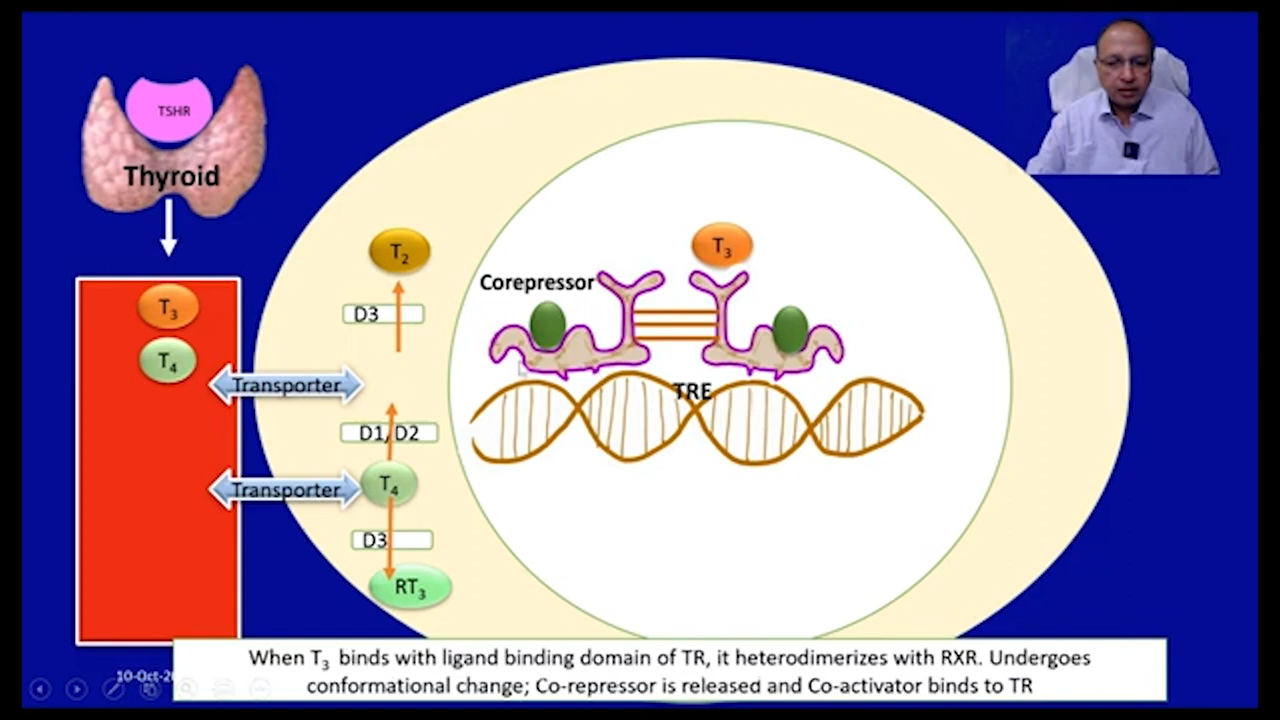 TSHR
Thyroid
T3
T4
Transporter
Transporter
T2
D3
D1/D2
T4
D3
RT3
Corepressor
T3
TRE
When T3 binds with ligand binding domain of TR, it heterodimerizes with RXR. Undergoes
conformational change; Co-repressor is released and Co-activator binds to TR
10-Oct-2